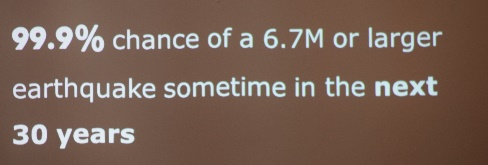 99.9% chance of a 6.7M or larger
earthquake sometime in the next
30 years